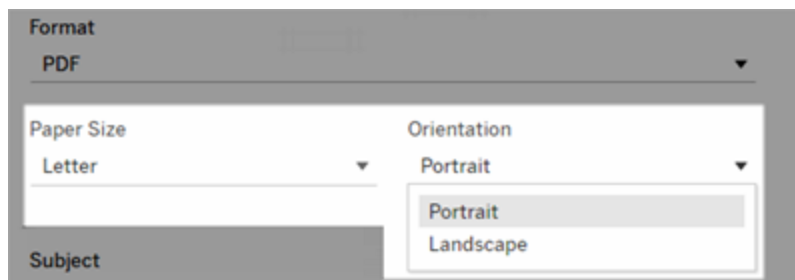 Format
PDF
Paper Size
Letter
Orientation
Portrait
Portrait
Landscape
Subject